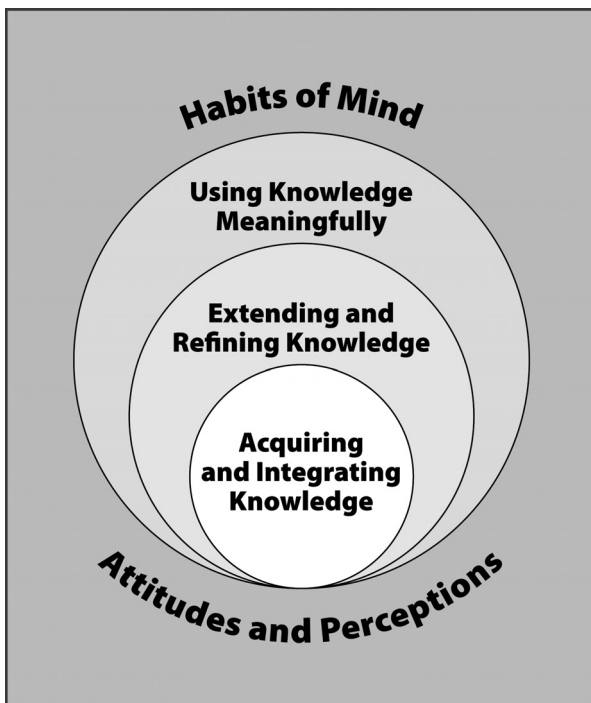 Habits of Mind
Using Knowledge
Meaningfully
Extending and
Refining Knowledge
Acquiring
and Integrating
Knowledge
Attitudes and Perceptions